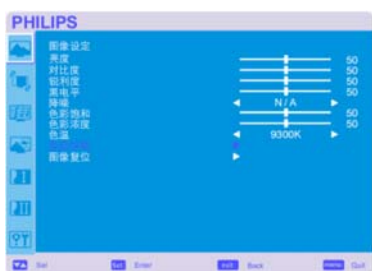 PHILIPS
图像设定
亮度 50
对比度 50
锐利度 50
黑电平 50
降噪 N/A
色彩饱和 50
色彩浓度 50
色温 9300K
图像复位
Sel Enter Back Quit